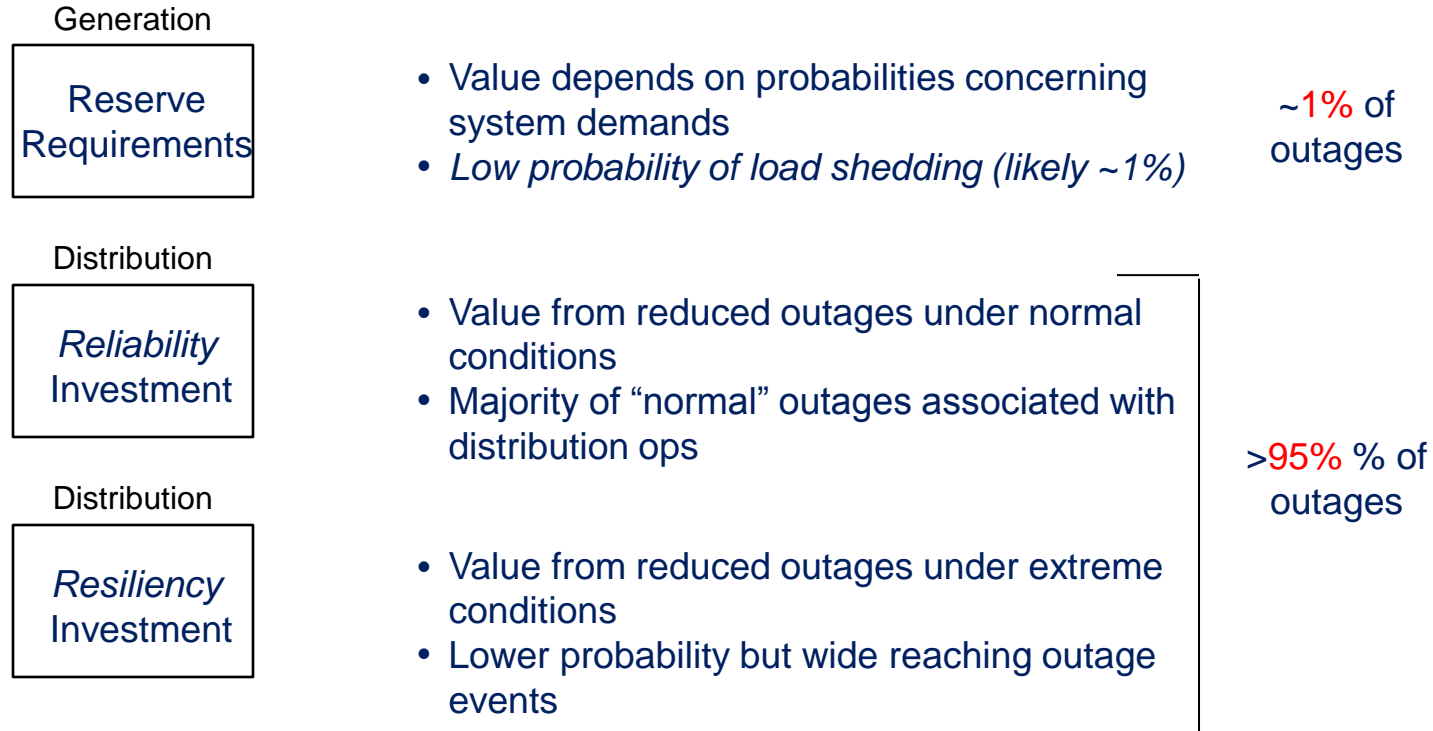 Generation
Reserve
Requirements
• Value depends on probabilities concerning
system demands
• Low probability of load shedding (likely ~1%)
~1% of
outages
Distribution
Reliability
Investment
• Value from reduced outages under normal
conditions
• Majority of “normal” outages associated with
distribution ops
>95% % of
outages
Distribution
Resiliency
Investment
• Value from reduced outages under extreme
conditions
• Lower probability but wide reaching outage
events